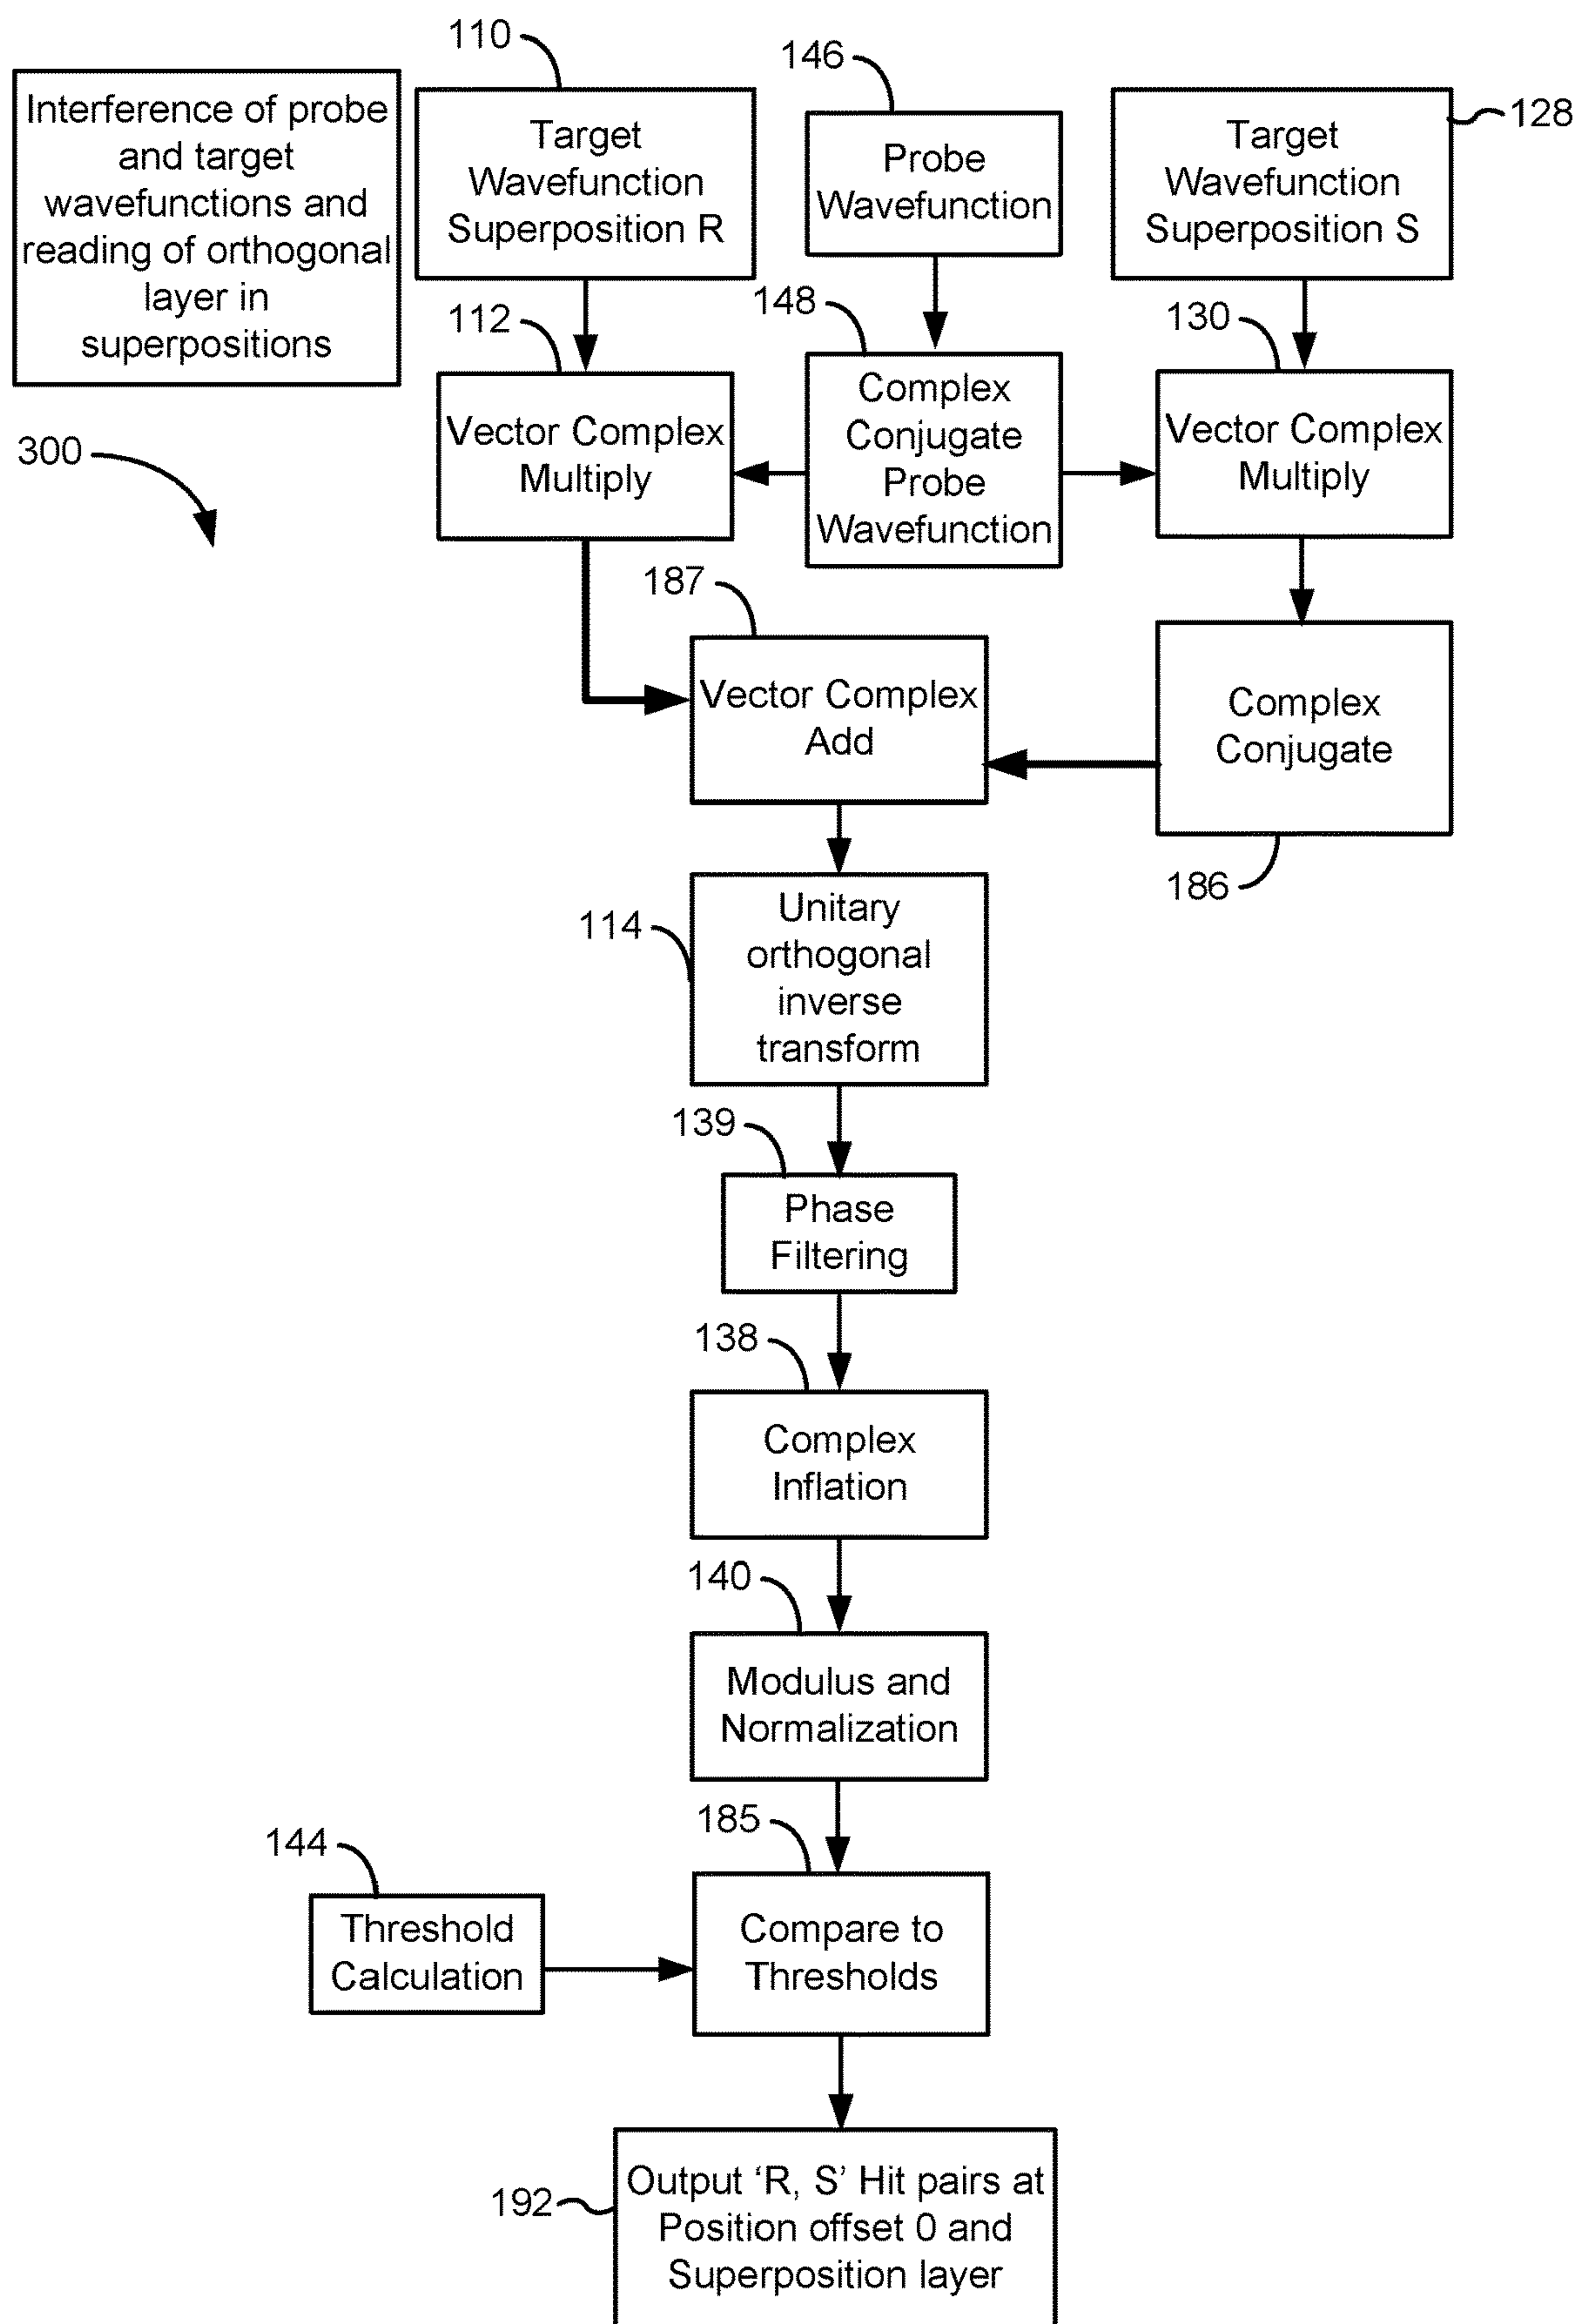 110
146
128
Interference of probe
and target
wavefunctions and
reading of orthogonal
layer in
superpositions
Target
Wavefunction
Superposition R
Probe
Wavefunction
Target
Wavefunction
Superposition S
112
148
130
300
Vector Complex
Multiply
Complex
Conjugate
Probe
Wavefunction
Vector Complex
Multiply
187
Vector Complex
Add
Complex
Conjugate
186
114
Unitary
orthogonal
inverse
transform
139
Phase
Filtering
138
Complex
Inflation
140
Modulus and
Normalization
185
144
Threshold
Calculation
Compare to
Thresholds
192
Output ‘R, S’ Hit pairs at
Position offset 0 and
Superposition layer